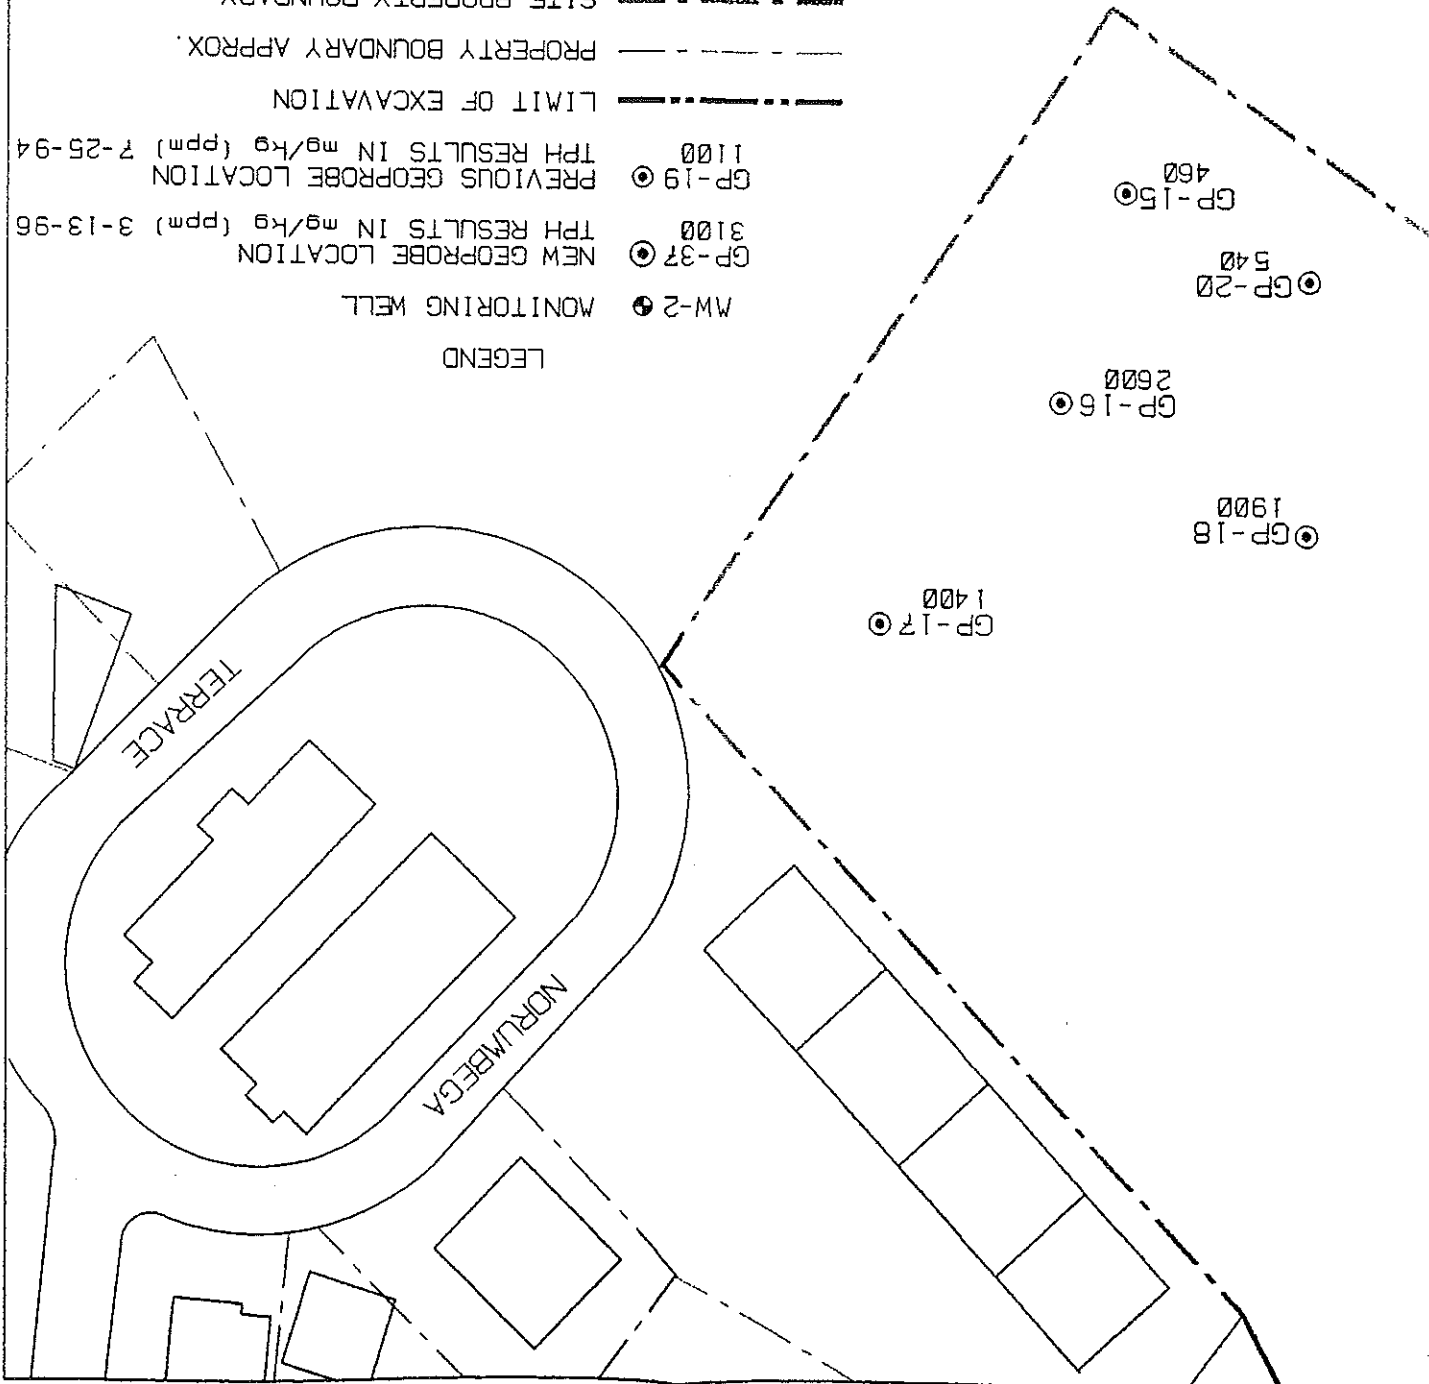 NORUMBEGA
TERRACE
GP-17
1400
GP-18
1900
GP-16
2600
GP-20
540
GP-15
460
LEGEND
MW-2 MONITORING WELL
GP-37 NEW GEOPROBE LOCATION
3100 TPH RESULTS IN mg/kg (ppm) 3-13-96
GP-19 PREVIOUS GEOPROBE LOCATION
1100 TPH RESULTS IN mg/kg (ppm) 7-25-94
LIMIT OF EXCAVATION
PROPERTY BOUNDARY APPROX.
SITE PROPERTY BOUNDARY